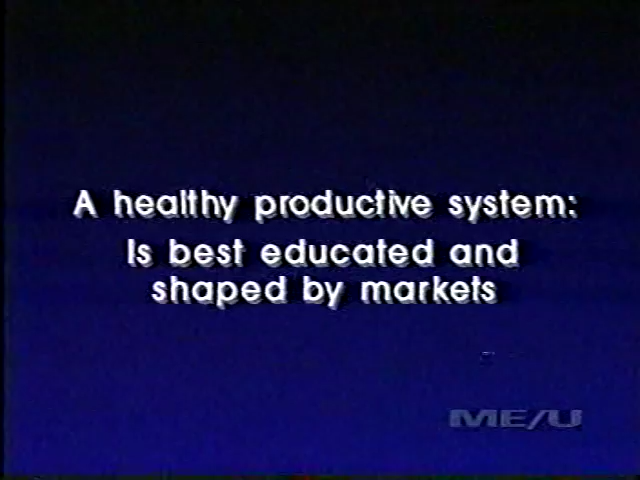 A healthy productive system:
Is best educated and
shaped by markets
ME/U